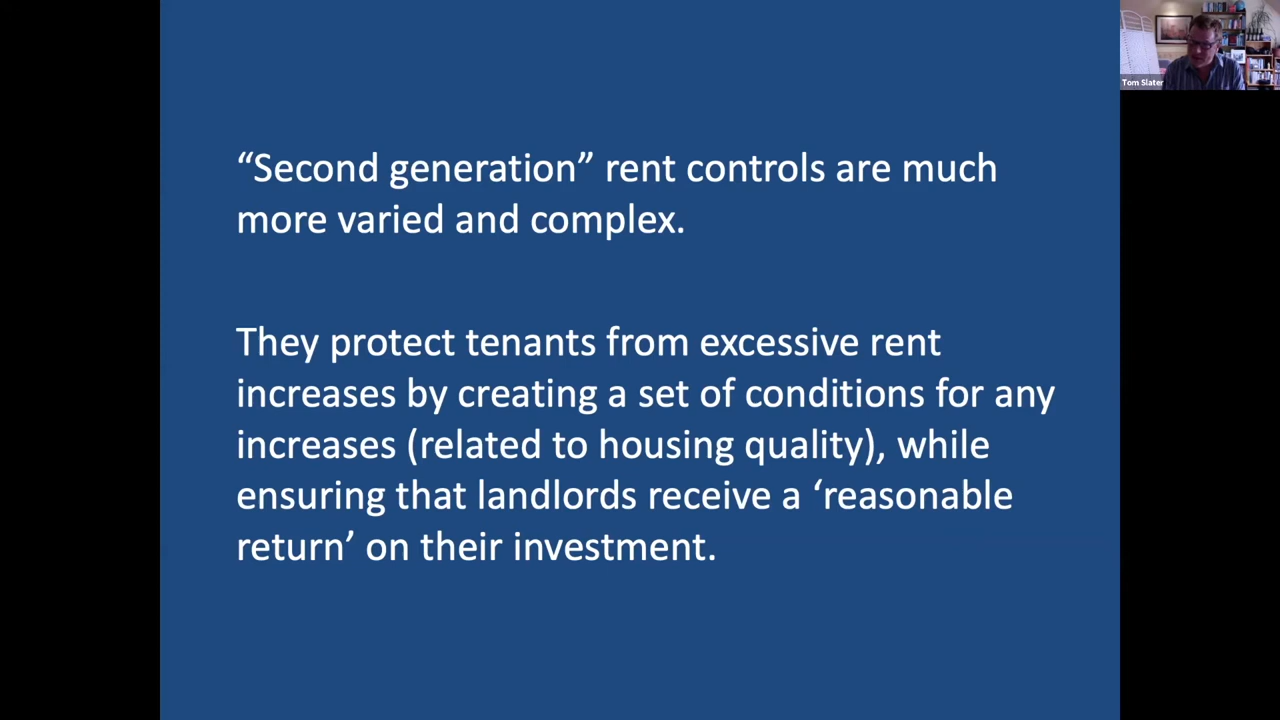 Tom Slater
“Second generation” rent controls are much
more varied and complex.
They protect tenants from excessive rent
increases by creating a set of conditions for any
increases (related to housing quality), while
ensuring that landlords receive a ‘reasonable
return’ on their investment.